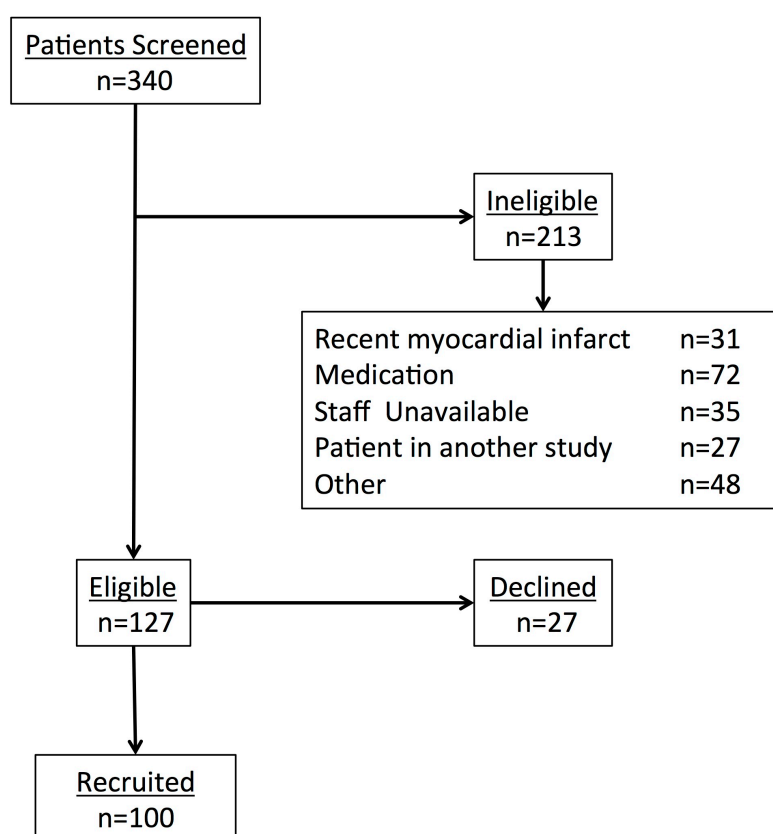 Patients Screened
n=340
Ineligible
n=213
Recent myocardial infarct n=31
Medication n=72
Staff Unavailable n=35
Patient in another study n=27
Other n=48
Eligible
n=127
Declined
n=27
Recruited
n=100